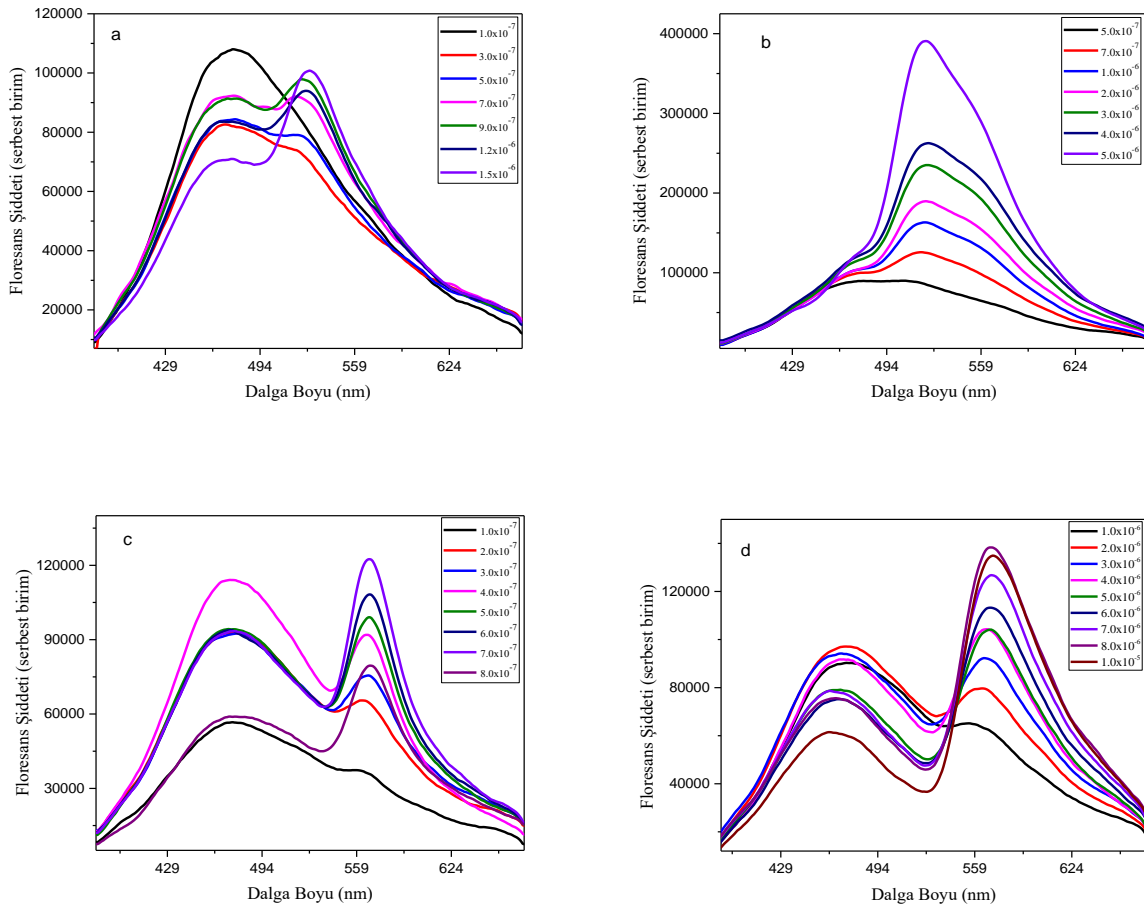 a
Floresans Şiddeti (serbest birim)
120000
100000
80000
60000
40000
20000
429 494 559 624
Dalga Boyu (nm)
1.0x10⁻⁷
3.0x10⁻⁷
5.0x10⁻⁷
7.0x10⁻⁷
9.0x10⁻⁷
1.2x10⁻⁶
1.5x10⁻⁶
b
Floresans Şiddeti (serbest birim)
400000
300000
200000
100000
429 494 559 624
Dalga Boyu (nm)
5.0x10⁻⁷
7.0x10⁻⁷
1.0x10⁻⁶
2.0x10⁻⁶
3.0x10⁻⁶
4.0x10⁻⁶
5.0x10⁻⁶
c
Floresans Şiddeti (serbest birim)
120000
90000
60000
30000
429 494 559 624
Dalga Boyu (nm)
1.0x10⁻⁷
2.0x10⁻⁷
3.0x10⁻⁷
4.0x10⁻⁷
5.0x10⁻⁷
6.0x10⁻⁷
7.0x10⁻⁷
8.0x10⁻⁷
d
Floresans Şiddeti (serbest birim)
120000
80000
40000
429 494 559 624
Dalga Boyu (nm)
1.0x10⁻⁶
2.0x10⁻⁶
3.0x10⁻⁶
4.0x10⁻⁶
5.0x10⁻⁶
6.0x10⁻⁶
7.0x10⁻⁶
8.0x10⁻⁶
1.0x10⁻⁵